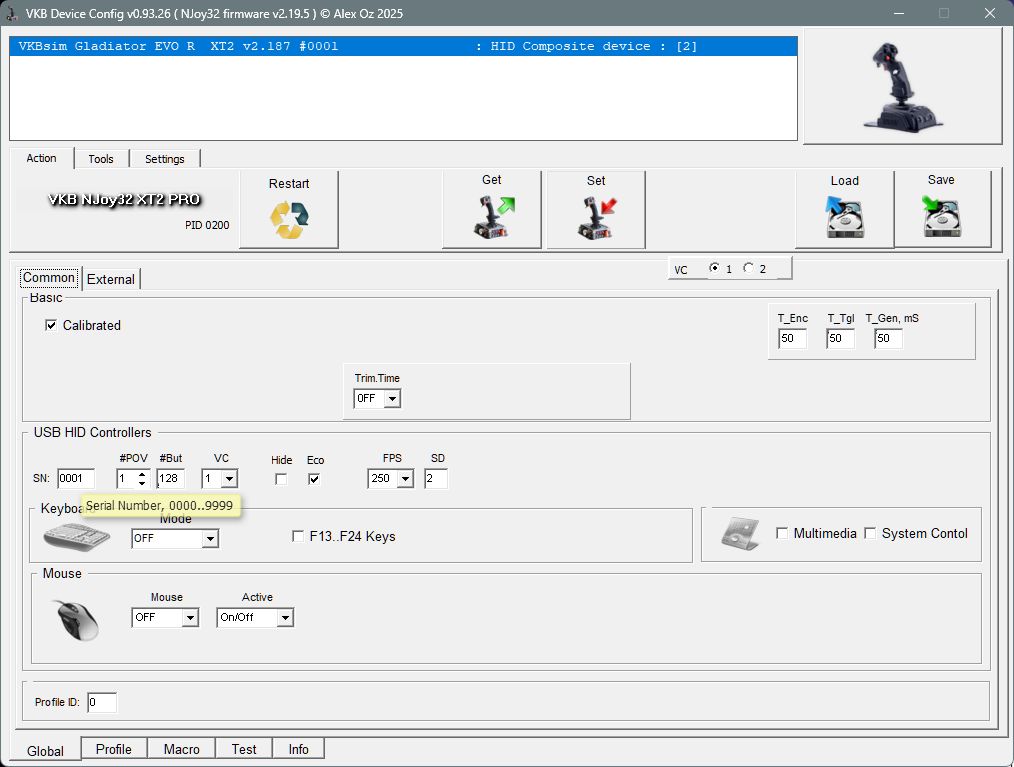 VKB Device Config v0.93.26 ( NJoy32 firmware v2.19.5 ) © Alex Oz 2025
VKBsim Gladiator EVO R XT2 v2.187 #0001 : HID Composite device : [2]
Action Tools Settings
VKB NJoy32 XT2 PRO
PID 0200
Restart
Get
Set
Load
Save
VC 1 2
Common External
Basic
Calibrated
T_Enc T_Tgl T_Gen, mS
50 50 50
Trim.Time
OFF
USB HID Controllers
#POV #But VC Hide Eco FPS SD
SN: 0001 1 128 1 250 2
Serial Number, 0000..9999
Mode
OFF
F13..F24 Keys
Multimedia System Contol
Mouse
Mouse Active
OFF On/Off
Profile ID: 0
Global Profile Macro Test Info